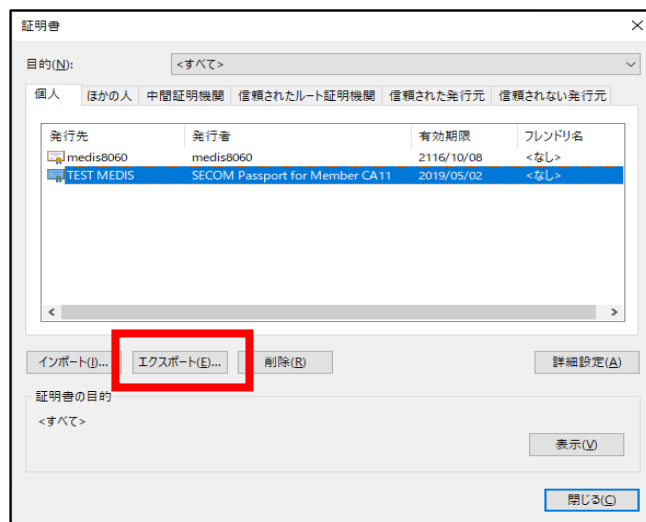 証明書
目的(N): <すべて>
個人 ほかの人 中間証明機関 信頼されたルート証明機関 信頼された発行元 信頼されない発行元
発行先 発行者 有効期限 フレンドリ名
medis8060 medis8060 2116/10/08 <なし>
TEST MEDIS SECOM Passport for Member CA11 2019/05/02 <なし>
インポート(I)... エクスポート(E)... 削除(R) 詳細設定(A)
証明書の目的
<すべて>
表示(V)
閉じる(C)